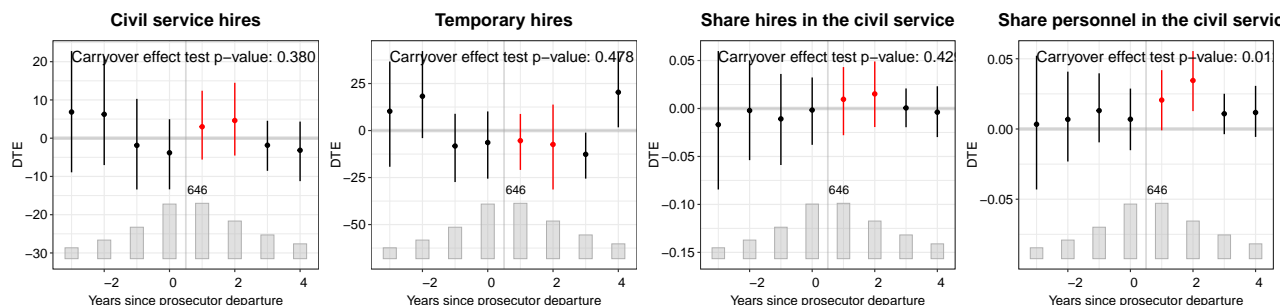 Civil service hires
Carryover effect test p−value: 0.380
20
10
0
−10
−20
−30
DTE
646
−2
0
2
4
Years since prosecutor departure
Temporary hires
Carryover effect test p−value: 0.478
25
0
−25
−50
DTE
646
−2
0
2
4
Years since prosecutor departure
Share hires in the civil service
Carryover effect test p−value: 0.42
0.05
0.00
−0.05
−0.10
−0.15
DTE
646
−2
0
2
4
Years since prosecutor departure
Share personnel in the civil servic
Carryover effect test p−value: 0.01
0.05
0.00
−0.05
DTE
646
−2
0
2
4
Years since prosecutor departure